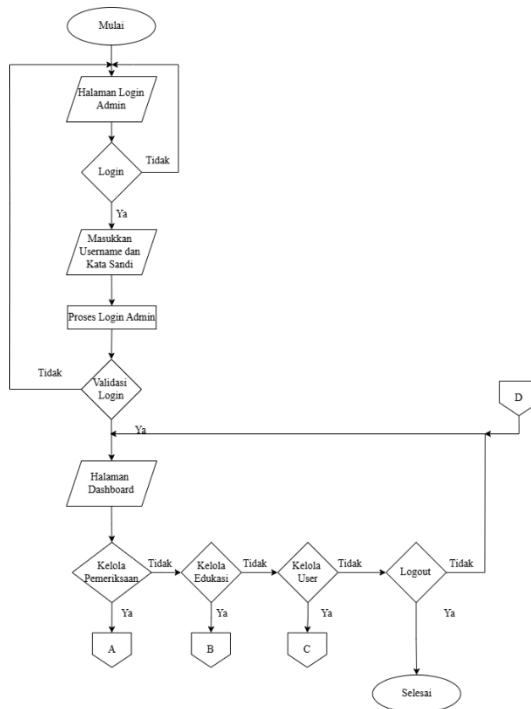 Mulai
Halaman Login
Admin
Tidak
Login
Ya
Masukkan
Username dan
Kata Sandi
Proses Login Admin
Tidak
Validasi
Login
D
Ya
Halaman
Dashboard
Kelola
Pemeriksaan
Tidak
Kelola
Edukasi
Tidak
Kelola
User
Tidak
Logout
Tidak
Ya
Ya
Ya
Ya
A
B
C
Selesai